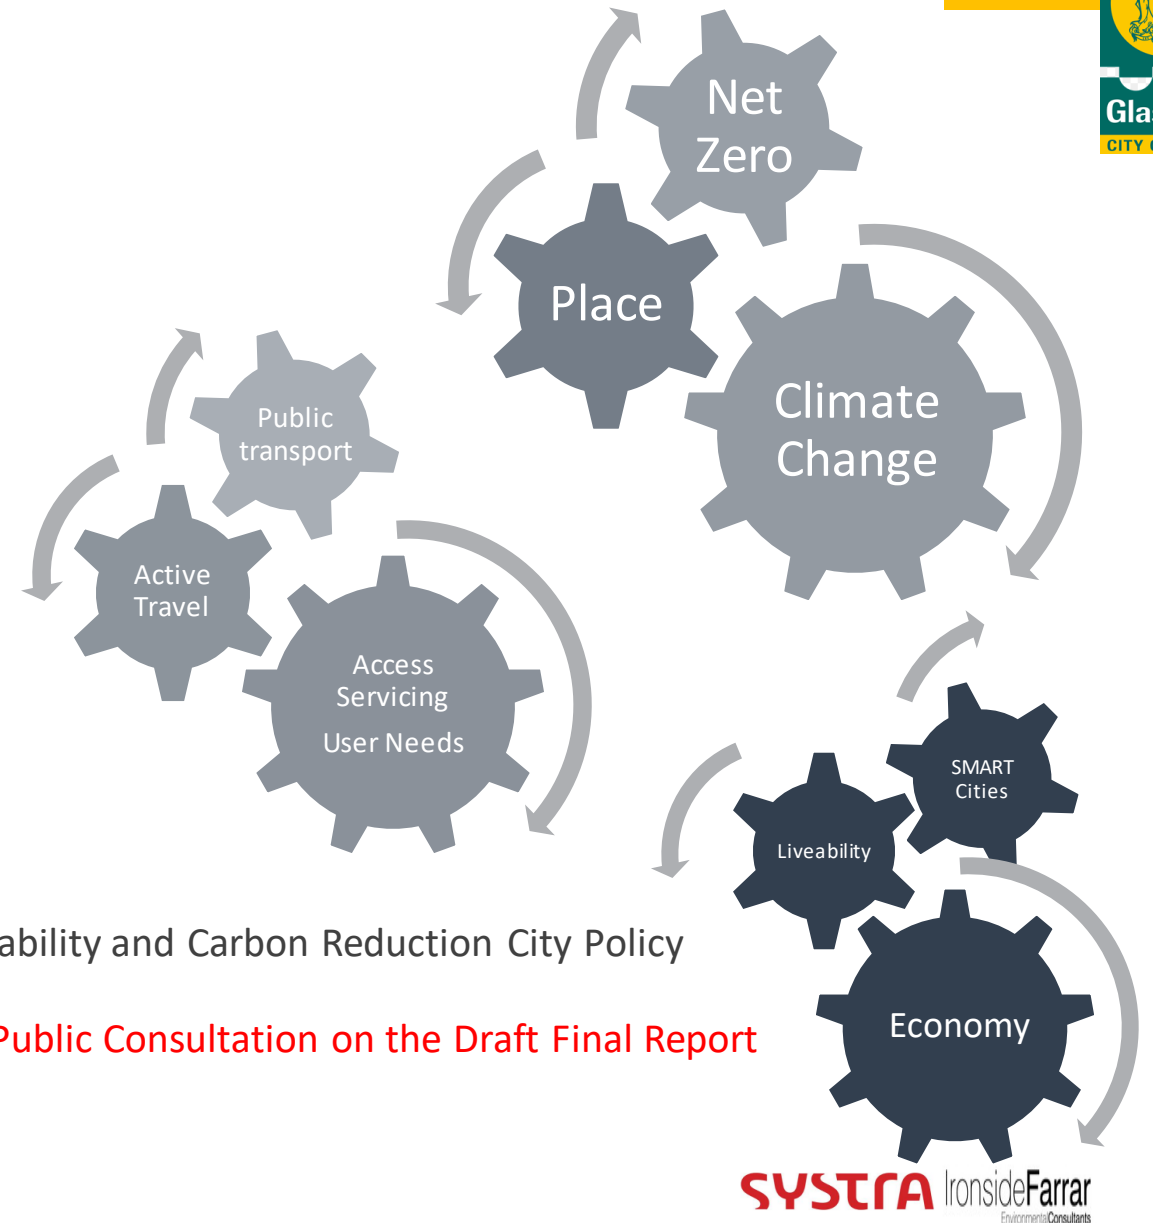 Net
Zero
Gla
CITY
Place
Climate
Change
Public
transport
Active
Travel
Access
Servicing
User Needs
SMART
Cities
Liveability
Economy
ability and Carbon Reduction City Policy
Public Consultation on the Draft Final Report
SYSTRA IronsideFarrar
EnvironmentalConsultants